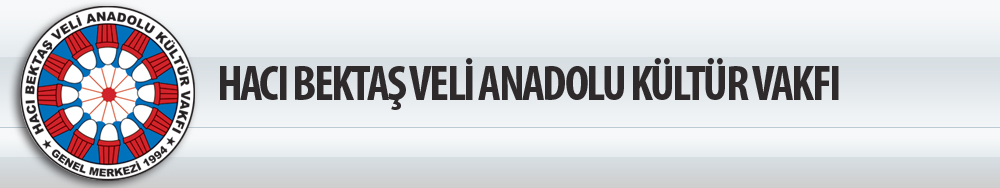 HACI BEKTAŞ VELİ ANADOLU KÜLTÜR VAKFI
GENEL MERKEZİ 1994
HACI BEKTAŞ VELİ ANADOLU KÜLTÜR VAKFI